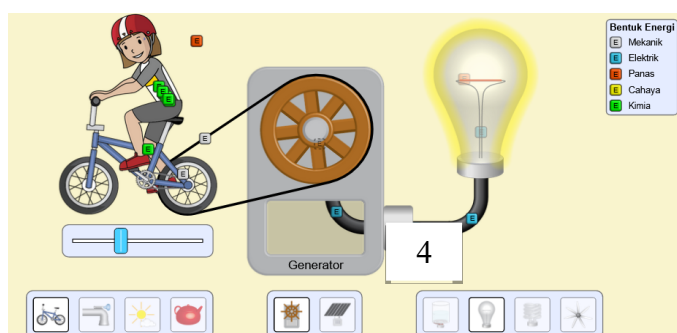 Bentuk Energi
E Mekanik
E Elektrik
E Panas
E Cahaya
E Kimia
E
E
E
E
E
E
E
E
E
4
Generator